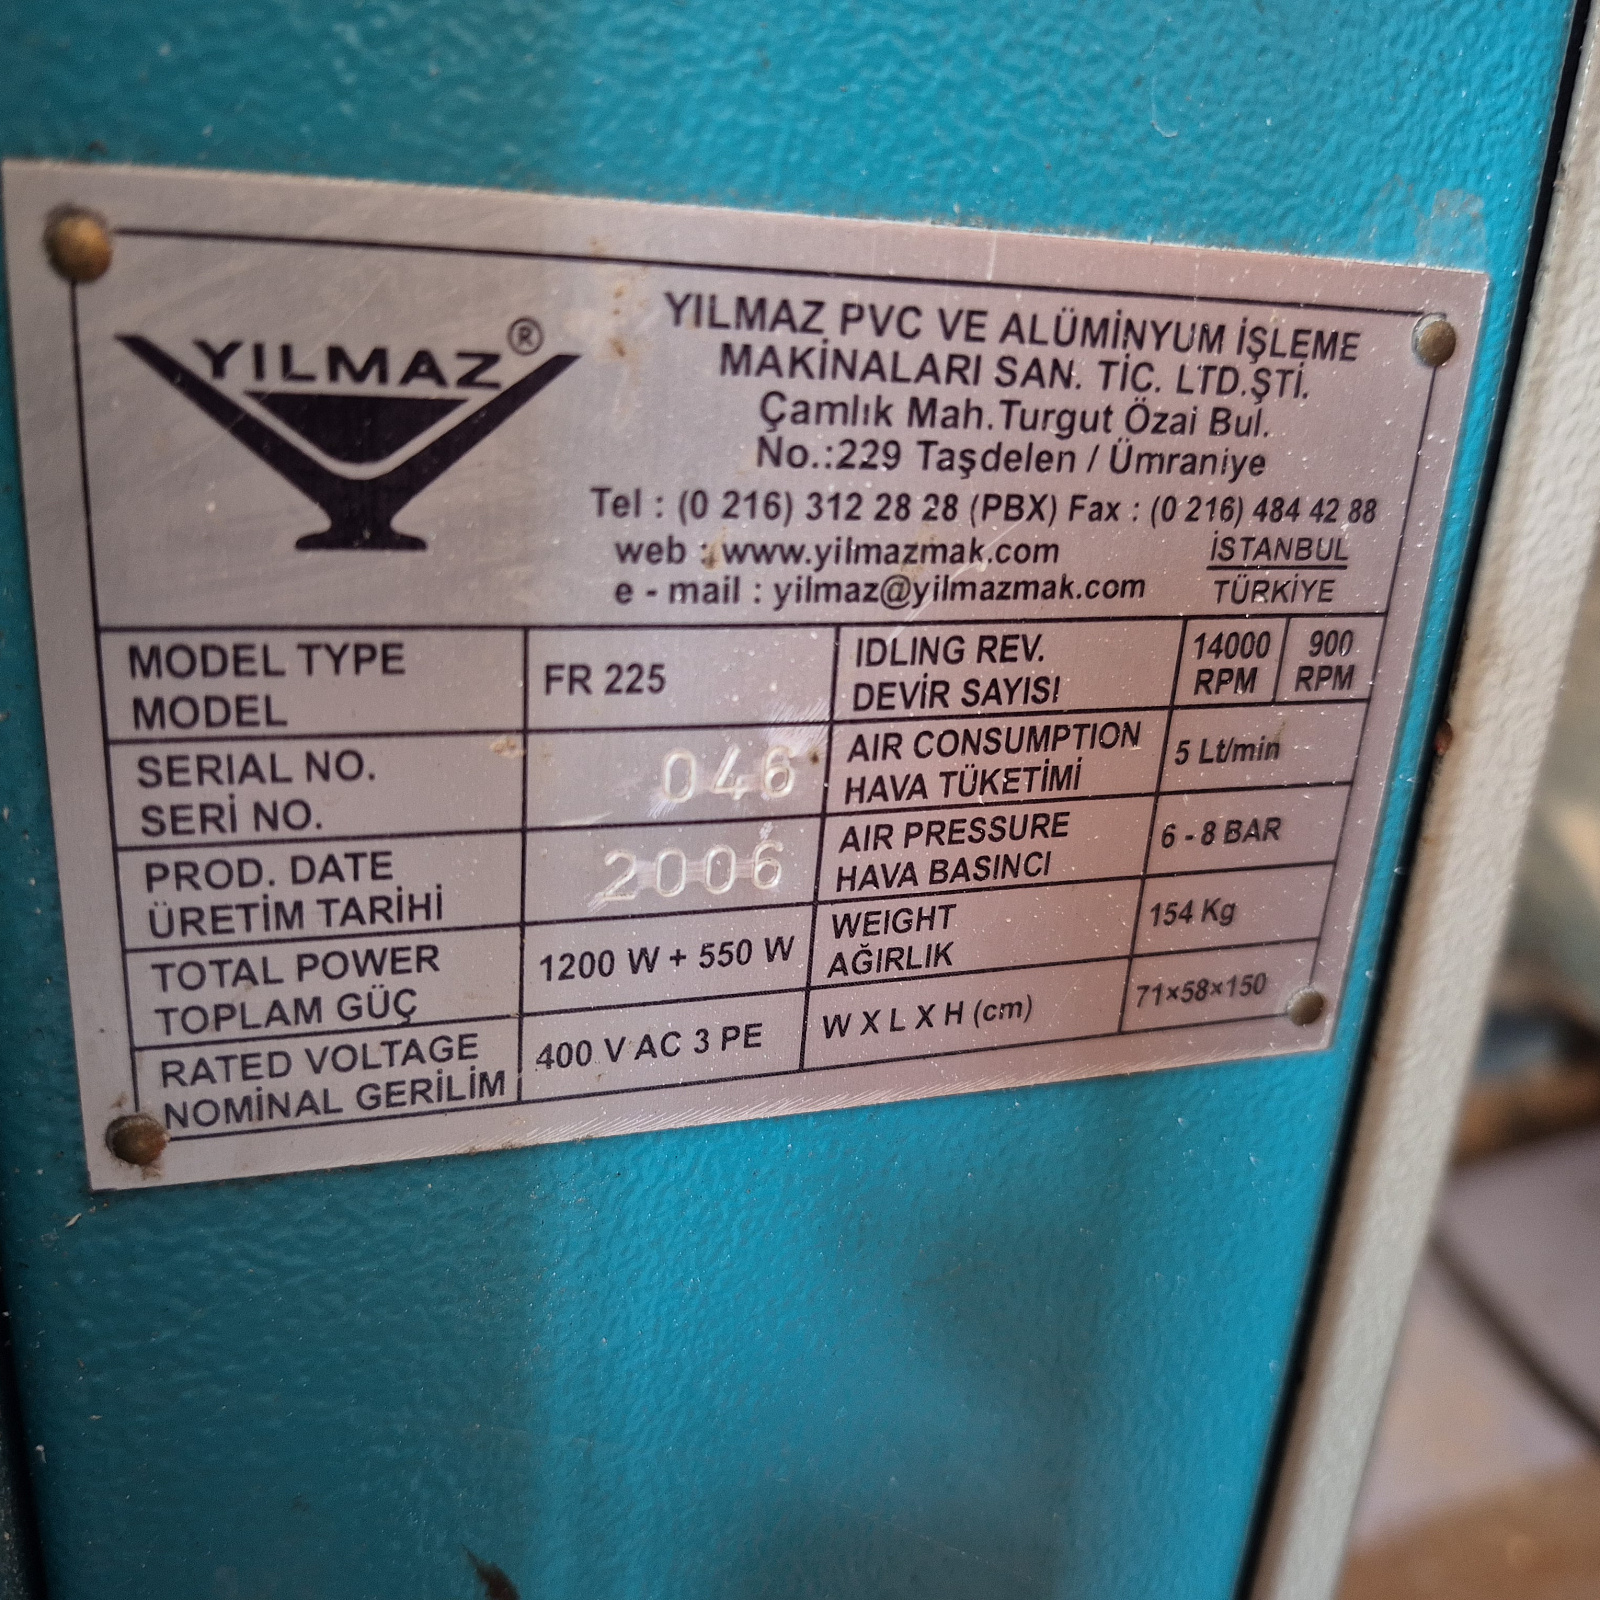 YILMAZ®
YILMAZ PVC VE ALÜMİNYUM İŞLEME
MAKİNALARI SAN. TİC. LTD.ŞTİ.
Çamlık Mah.Turgut Özai Bul.
No.:229 Taşdelen / Ümraniye
Tel : (0 216) 312 28 28 (PBX) Fax : (0 216) 484 42 88
web : www.yilmazmak.com
e - mail : yilmaz@yilmazmak.com
İSTANBUL
TÜRKİYE
MODEL TYPE
MODEL
FR 225
IDLING REV.
DEVİR SAYISI
14000
RPM
900
RPM
SERIAL NO.
SERİ NO.
046
AIR CONSUMPTION
HAVA TÜKETİMİ
5 Lt/min
PROD. DATE
ÜRETİM TARİHİ
2006
AIR PRESSURE
HAVA BASINCI
6 - 8 BAR
TOTAL POWER
TOPLAM GÜÇ
1200 W + 550 W
WEIGHT
AĞIRLIK
154 Kg
RATED VOLTAGE
NOMİNAL GERİLİM
400 V AC 3 PE
W X L X H (cm)
71×58×150